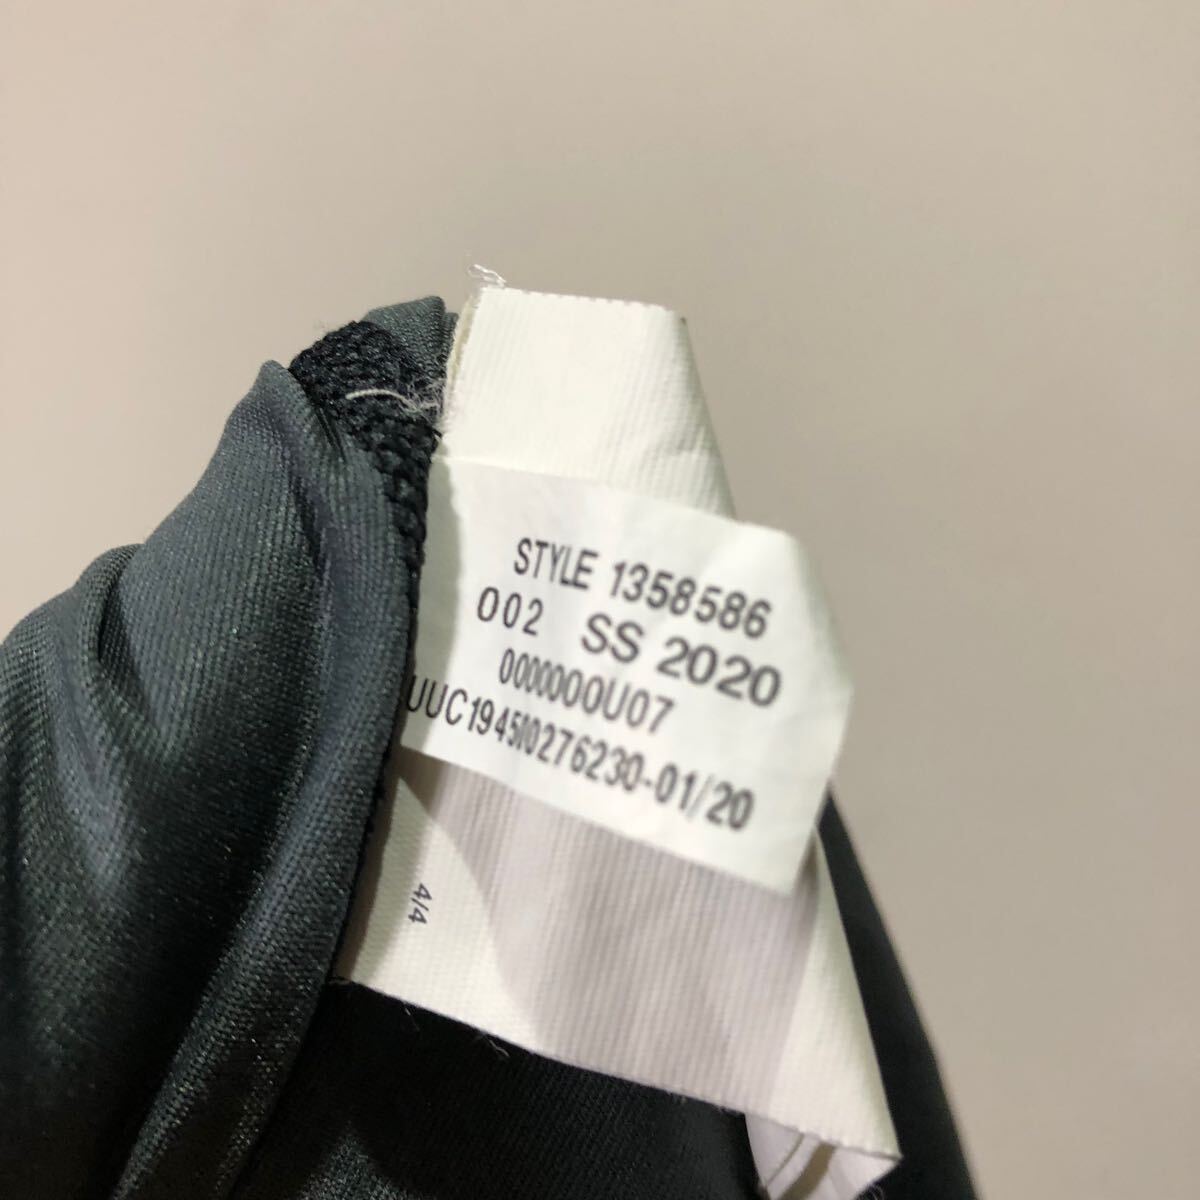 STYLE 1358586
002 SS 2020
0000000U07
UUC1945I0276230-01/20
4/4